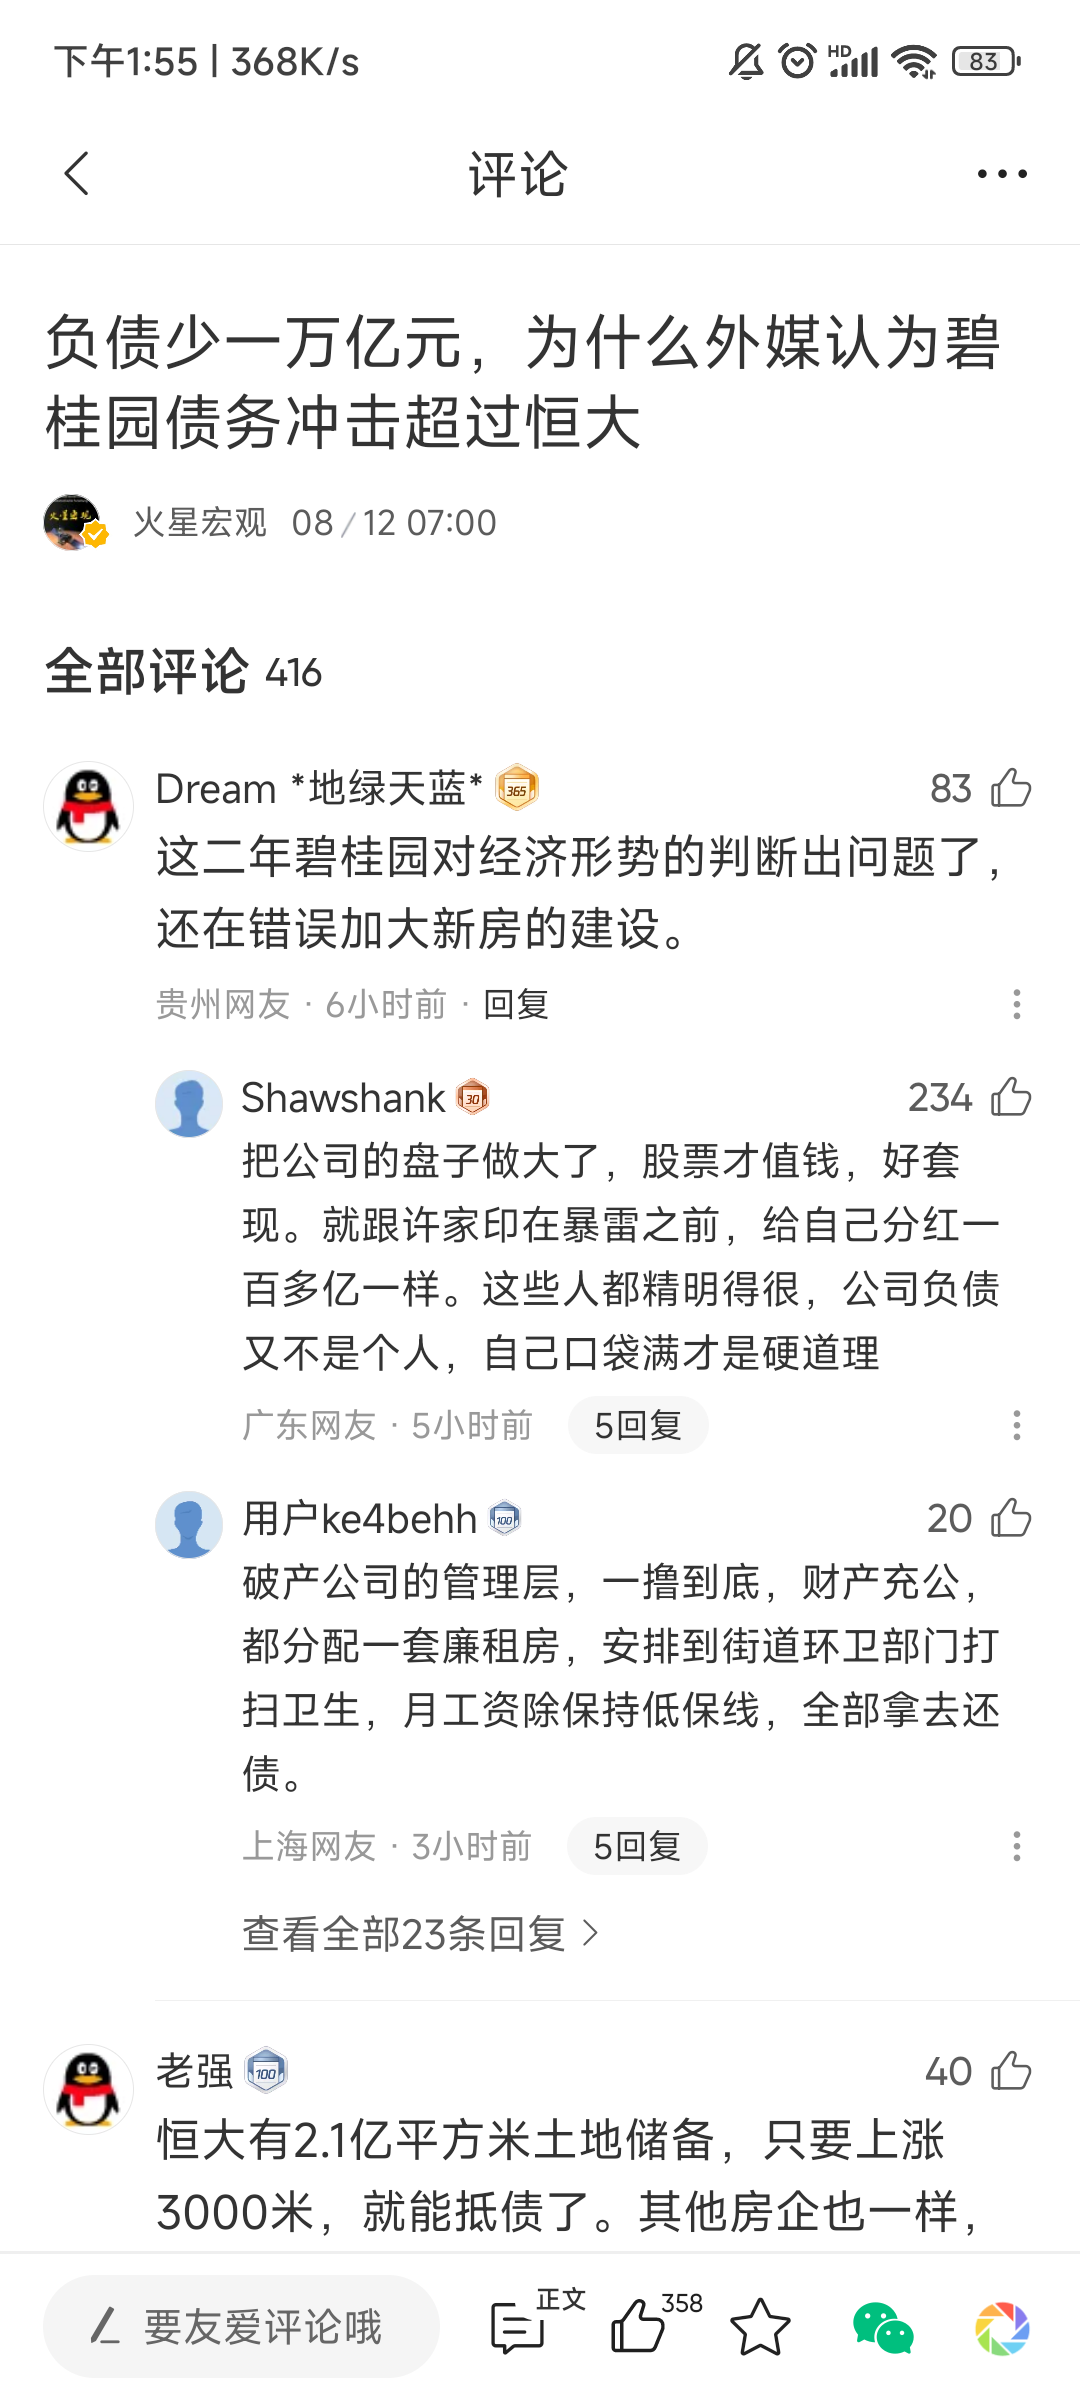 下午1:55 | 368K/s
HD
83
评论
负债少一万亿元，为什么外媒认为碧
桂园债务冲击超过恒大
火星宏观
火星宏观 08/12 07:00
全部评论 416
Dream *地绿天蓝* 365 83
这二年碧桂园对经济形势的判断出问题了，
还在错误加大新房的建设。
贵州网友 · 6小时前 · 回复
Shawshank 30 234
把公司的盘子做大了，股票才值钱，好套
现。就跟许家印在暴雷之前，给自己分红一
百多亿一样。这些人都精明得很，公司负债
又不是个人，自己口袋满才是硬道理
广东网友 · 5小时前 5回复
用户ke4behh 100 20
破产公司的管理层，一撸到底，财产充公，
都分配一套廉租房，安排到街道环卫部门打
扫卫生，月工资除保持低保线，全部拿去还
债。
上海网友 · 3小时前 5回复
查看全部23条回复
老强 100 40
恒大有2.1亿平方米土地储备，只要上涨
3000米，就能抵债了。其他房企也一样，
要友爱评论哦 正文 358